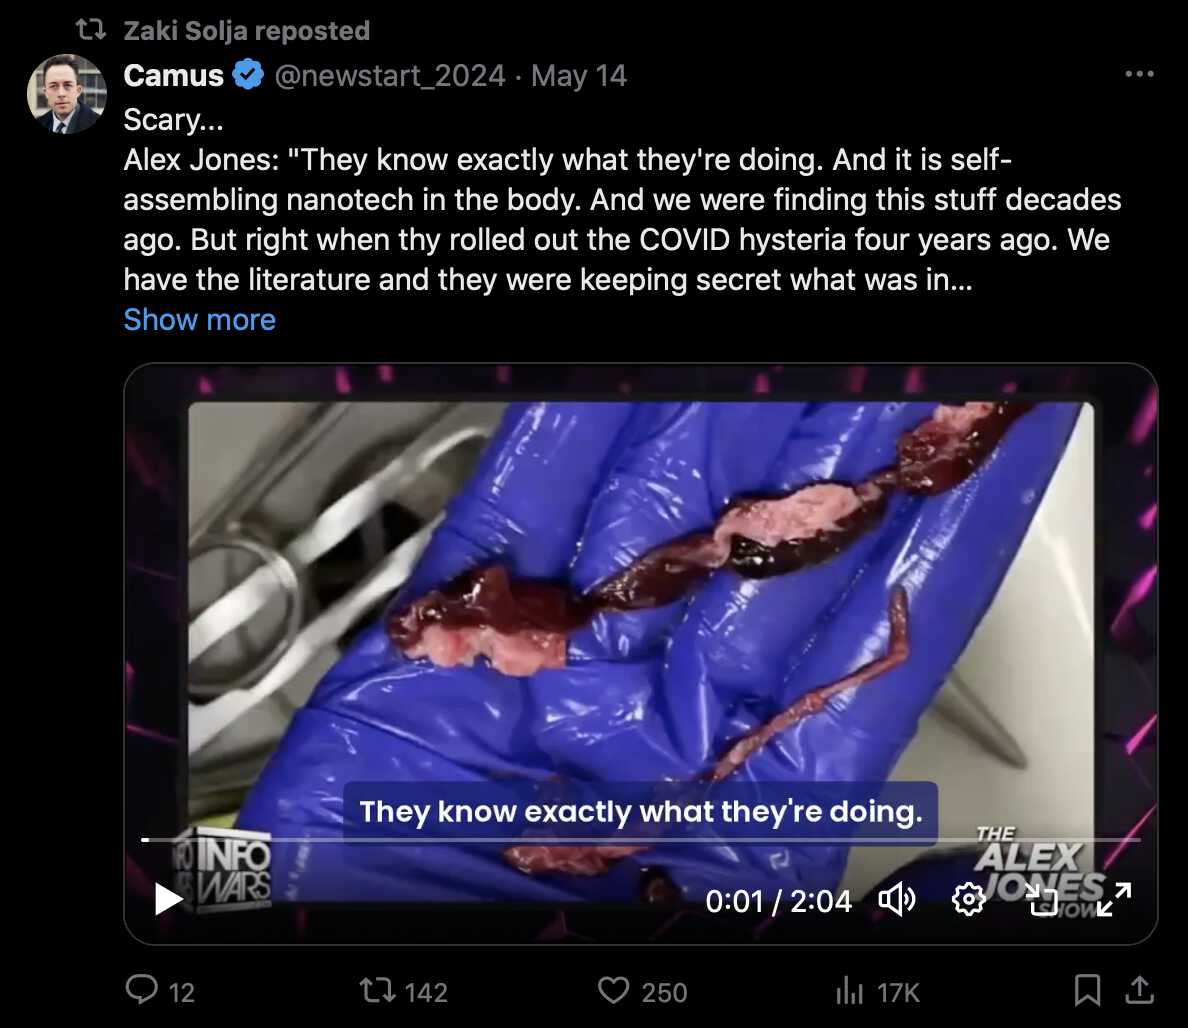 Zaki Solja reposted
Camus @newstart_2024 · May 14
Scary...
Alex Jones: "They know exactly what they're doing. And it is self-
assembling nanotech in the body. And we were finding this stuff decades
ago. But right when thy rolled out the COVID hysteria four years ago. We
have the literature and they were keeping secret what was in...
Show more
They know exactly what they're doing.
INFO
WARS
THE
ALEX
JONES
SHOW
0:01 / 2:04
12
142
250
17K